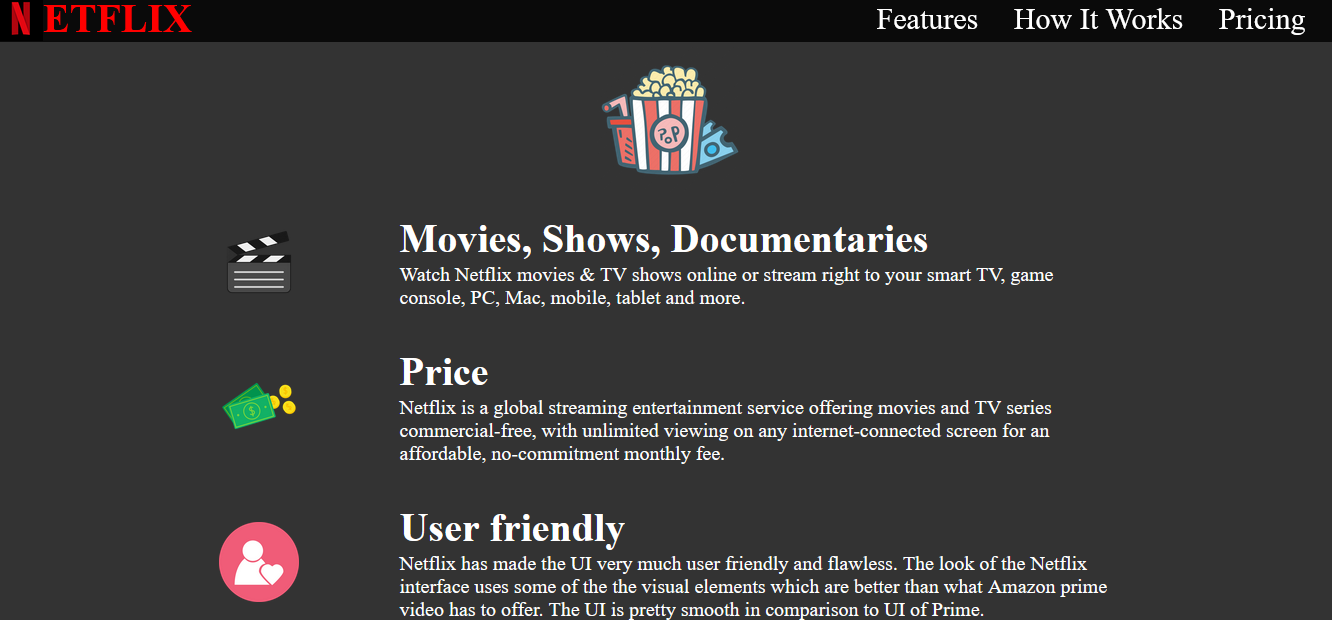 NETFLIX
Features How It Works Pricing
POP
Movies, Shows, Documentaries
Watch Netflix movies & TV shows online or stream right to your smart TV, game
console, PC, Mac, mobile, tablet and more.
Price
Netflix is a global streaming entertainment service offering movies and TV series
commercial-free, with unlimited viewing on any internet-connected screen for an
affordable, no-commitment monthly fee.
User friendly
Netflix has made the UI very much user friendly and flawless. The look of the Netflix
interface uses some of the the visual elements which are better than what Amazon prime
video has to offer. The UI is pretty smooth in comparison to UI of Prime.